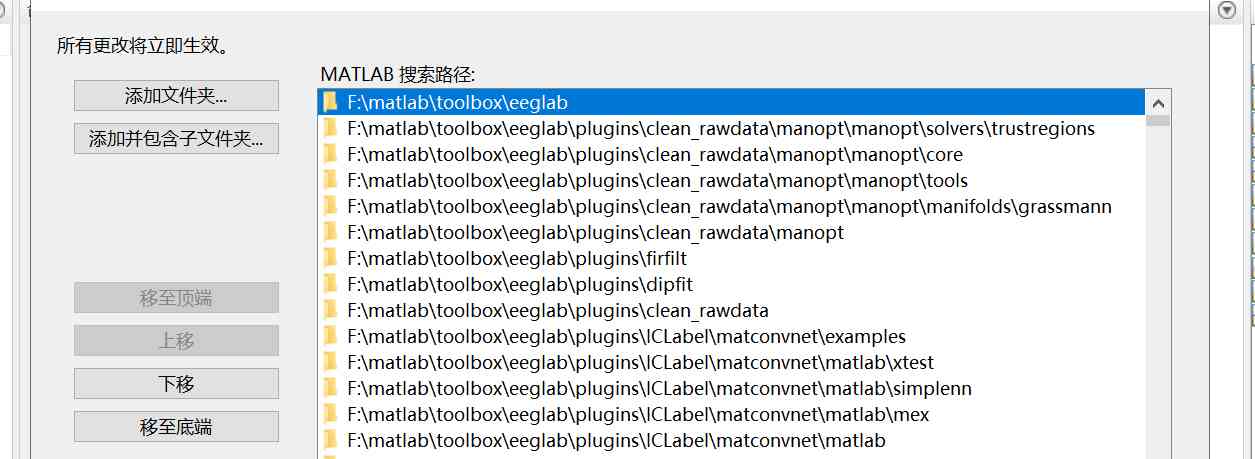 所有更改将立即生效。
添加文件夹...
添加并包含子文件夹...
移至顶端
上移
下移
移至底端
MATLAB 搜索路径:
F:\matlab\toolbox\eeglab
F:\matlab\toolbox\eeglab\plugins\clean_rawdata\manopt\manopt\solvers\trustregions
F:\matlab\toolbox\eeglab\plugins\clean_rawdata\manopt\manopt\core
F:\matlab\toolbox\eeglab\plugins\clean_rawdata\manopt\manopt\tools
F:\matlab\toolbox\eeglab\plugins\clean_rawdata\manopt\manopt\manifolds\grassmann
F:\matlab\toolbox\eeglab\plugins\clean_rawdata\manopt
F:\matlab\toolbox\eeglab\plugins\firfilt
F:\matlab\toolbox\eeglab\plugins\dipfit
F:\matlab\toolbox\eeglab\plugins\clean_rawdata
F:\matlab\toolbox\eeglab\plugins\ICLabel\matconvnet\examples
F:\matlab\toolbox\eeglab\plugins\ICLabel\matconvnet\matlab\xtest
F:\matlab\toolbox\eeglab\plugins\ICLabel\matconvnet\matlab\simplenn
F:\matlab\toolbox\eeglab\plugins\ICLabel\matconvnet\matlab\mex
F:\matlab\toolbox\eeglab\plugins\ICLabel\matconvnet\matlab